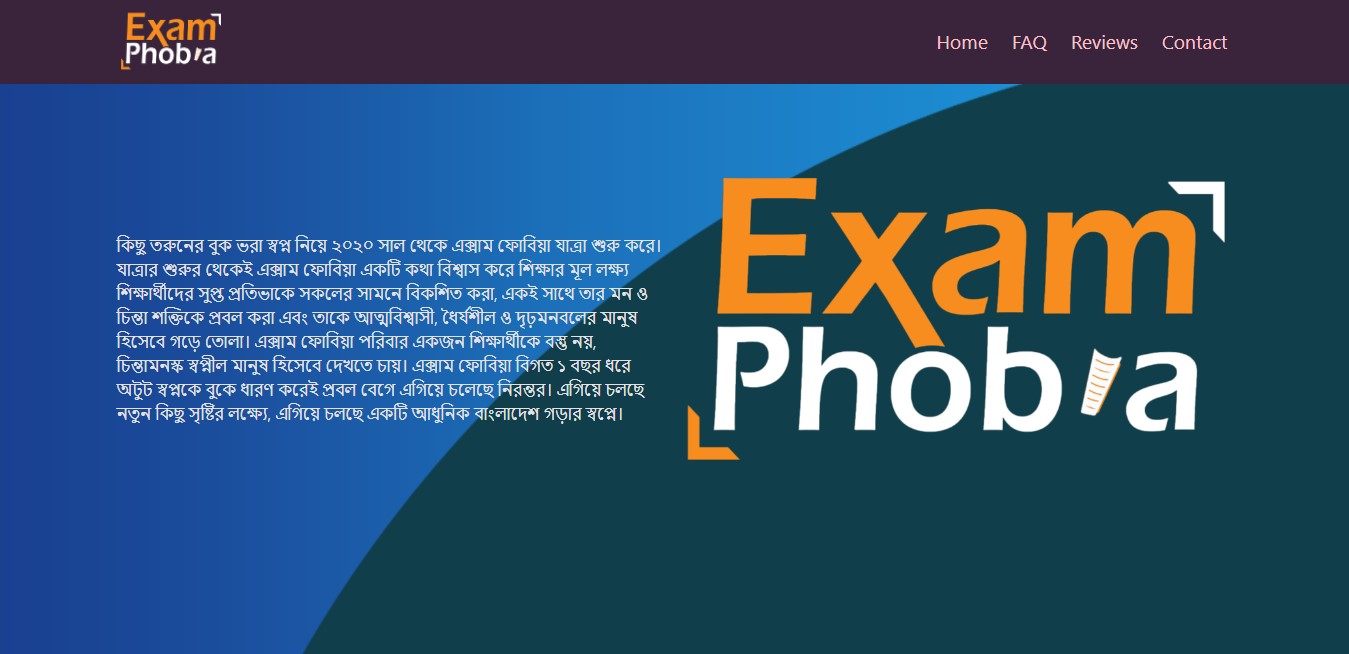 Exam
Phobia
Home FAQ Reviews Contact
কিছু তরুনের বুক ভরা স্বপ্ন নিয়ে ২০২০ সাল থেকে এক্সাম ফোবিয়া যাত্রা শুরু করে।
যাত্রার শুরুর থেকেই এক্সাম ফোবিয়া একটি কথা বিশ্বাস করে শিক্ষার মূল লক্ষ্য
শিক্ষার্থীদের সুপ্ত প্রতিভাকে সকলের সামনে বিকশিত করা, একই সাথে তার মন ও
চিন্তা শক্তিকে প্রবল করা এবং তাকে আত্মবিশ্বাসী, ধৈর্যশীল ও দৃঢ়মনবলের মানুষ
হিসেবে গড়ে তোলা। এক্সাম ফোবিয়া পরিবার একজন শিক্ষার্থীকে বস্তু নয়,
চিন্তামনস্ক স্বপ্নীল মানুষ হিসেবে দেখতে চায়। এক্সাম ফোবিয়া বিগত ১ বছর ধরে
অটুট স্বপ্নকে বুকে ধারণ করেই প্রবল বেগে এগিয়ে চলেছে নিরন্তর। এগিয়ে চলছে
নতুন কিছু সৃষ্টির লক্ষ্যে, এগিয়ে চলছে একটি আধুনিক বাংলাদেশ গড়ার স্বপ্নে।
Exam
Phobia